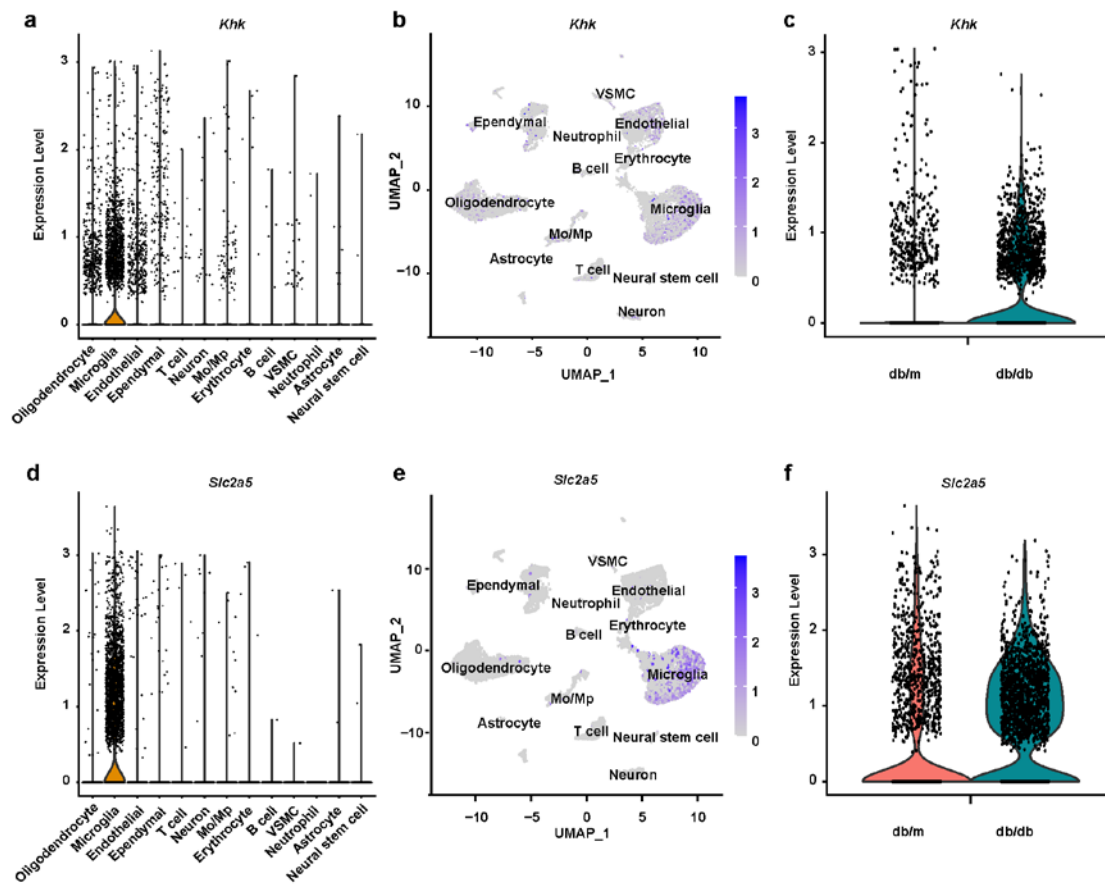 a
Khk
Expression Level
3
2
1
0
Oligodendrocyte
Microglia
Endothelial
Ependymal
T cell
Neuron
Mo/Mp
Erythrocyte
B cell
VSMC
Neutrophil
Astrocyte
Neural stem cell
b
Khk
UMAP_2
10
0
−10
VSMC
Ependymal
Endothelial
Neutrophil
Erythrocyte
B cell
Oligodendrocyte
Microglia
Mo/Mp
Astrocyte
T cell
Neural stem cell
Neuron
−10
−5
0
5
10
UMAP_1
3
2
1
0
c
Khk
Expression Level
3
2
1
0
db/m
db/db
d
Slc2a5
Expression Level
3
2
1
0
Oligodendrocyte
Microglia
Endothelial
Ependymal
T cell
Neuron
Mo/Mp
Erythrocyte
B cell
VSMC
Neutrophil
Astrocyte
Neural stem cell
e
Slc2a5
UMAP_2
10
0
−10
VSMC
Ependymal
Endothelial
Neutrophil
Erythrocyte
B cell
Oligodendrocyte
Microglia
Mo/Mp
Astrocyte
T cell
Neural stem cell
Neuron
−10
−5
0
5
10
UMAP_1
3
2
1
0
f
Slc2a5
Expression Level
3
2
1
0
db/m
db/db